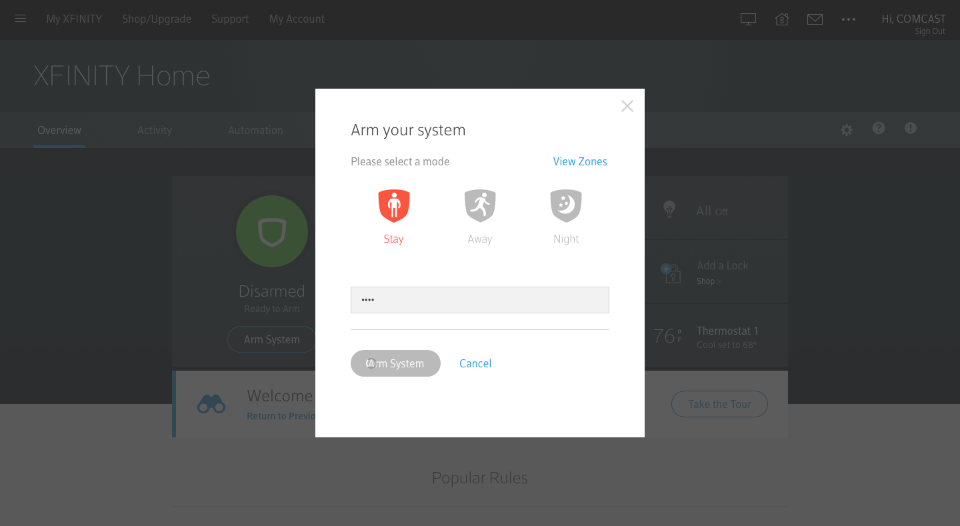 My XFINITY Shop/Upgrade Support My Account
Hi, COMCAST
Sign Out
XFINITY Home
Overview Activity Automation
Arm your system
Please select a mode View Zones
Stay Away Night
••••
Arm System Cancel
Disarmed
Ready to Arm
Arm System
All Off
Add a Lock
Shop >
76° Thermostat 1
Cool set to 68°
Welcome
Return to Previo
Take the Tour
Popular Rules